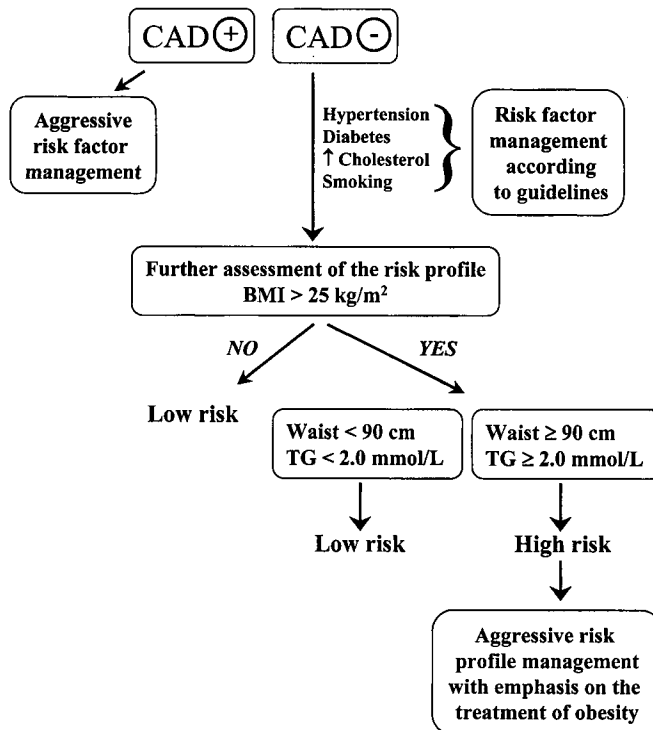 CAD +
CAD -
Aggressive
risk factor
management
Hypertension
Diabetes
↑ Cholesterol
Smoking
Risk factor
management
according
to guidelines
Further assessment of the risk profile
BMI > 25 kg/m²
NO
YES
Low risk
Waist < 90 cm
TG < 2.0 mmol/L
Waist ≥ 90 cm
TG ≥ 2.0 mmol/L
Low risk
High risk
Aggressive risk
profile management
with emphasis on the
treatment of obesity